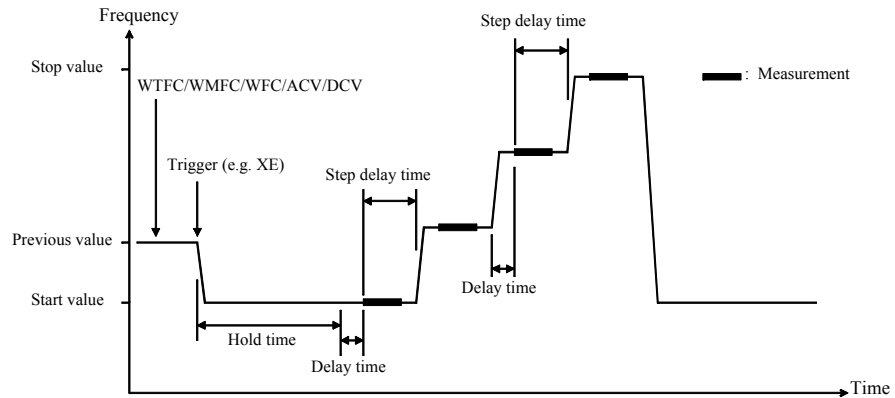 Frequency
Step delay time
Stop value
: Measurement
WTFC/WMFC/WFC/ACV/DCV
Trigger (e.g. XE)
Step delay time
Previous value
Delay time
Start value
Hold time
Delay time
Time